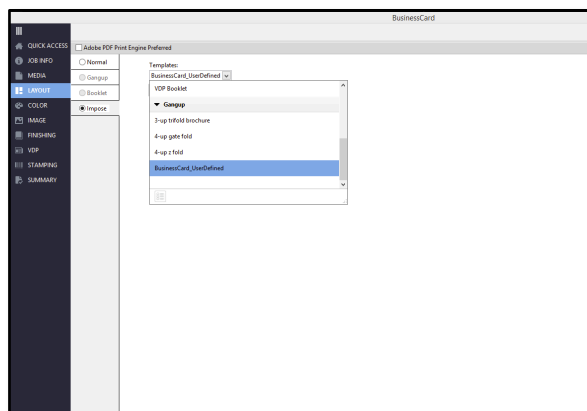 BusinessCard
QUICK ACCESS
JOB INFO
MEDIA
LAYOUT
COLOR
IMAGE
FINISHING
VDP
STAMPING
SUMMARY
Adobe PDF Print Engine Preferred
Normal
Gangup
Booklet
Impose
Templates:
BusinessCard_UserDefined
VDP Booklet
Gangup
3-up trifold brochure
4-up gate fold
4-up z fold
BusinessCard_UserDefined